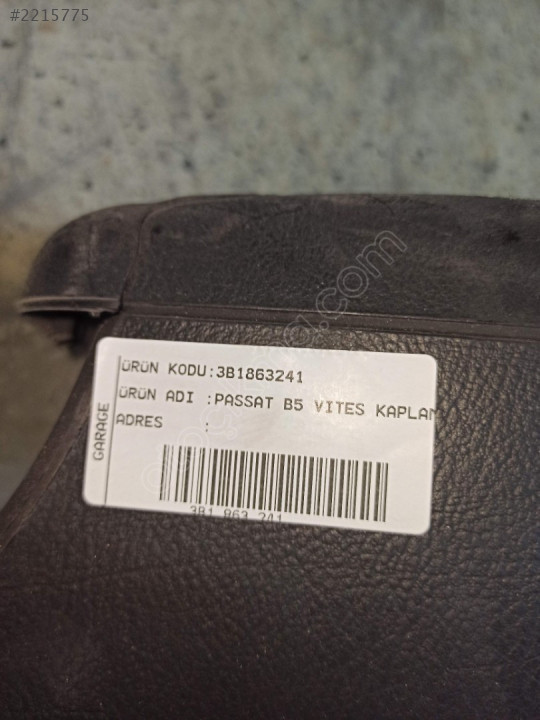 #2215775
ÜRÜN KODU:3B1863241
ÜRÜN ADI :PASSAT B5 VITES KAPLAM
ADRES :
GARAGE
3B1 863 241